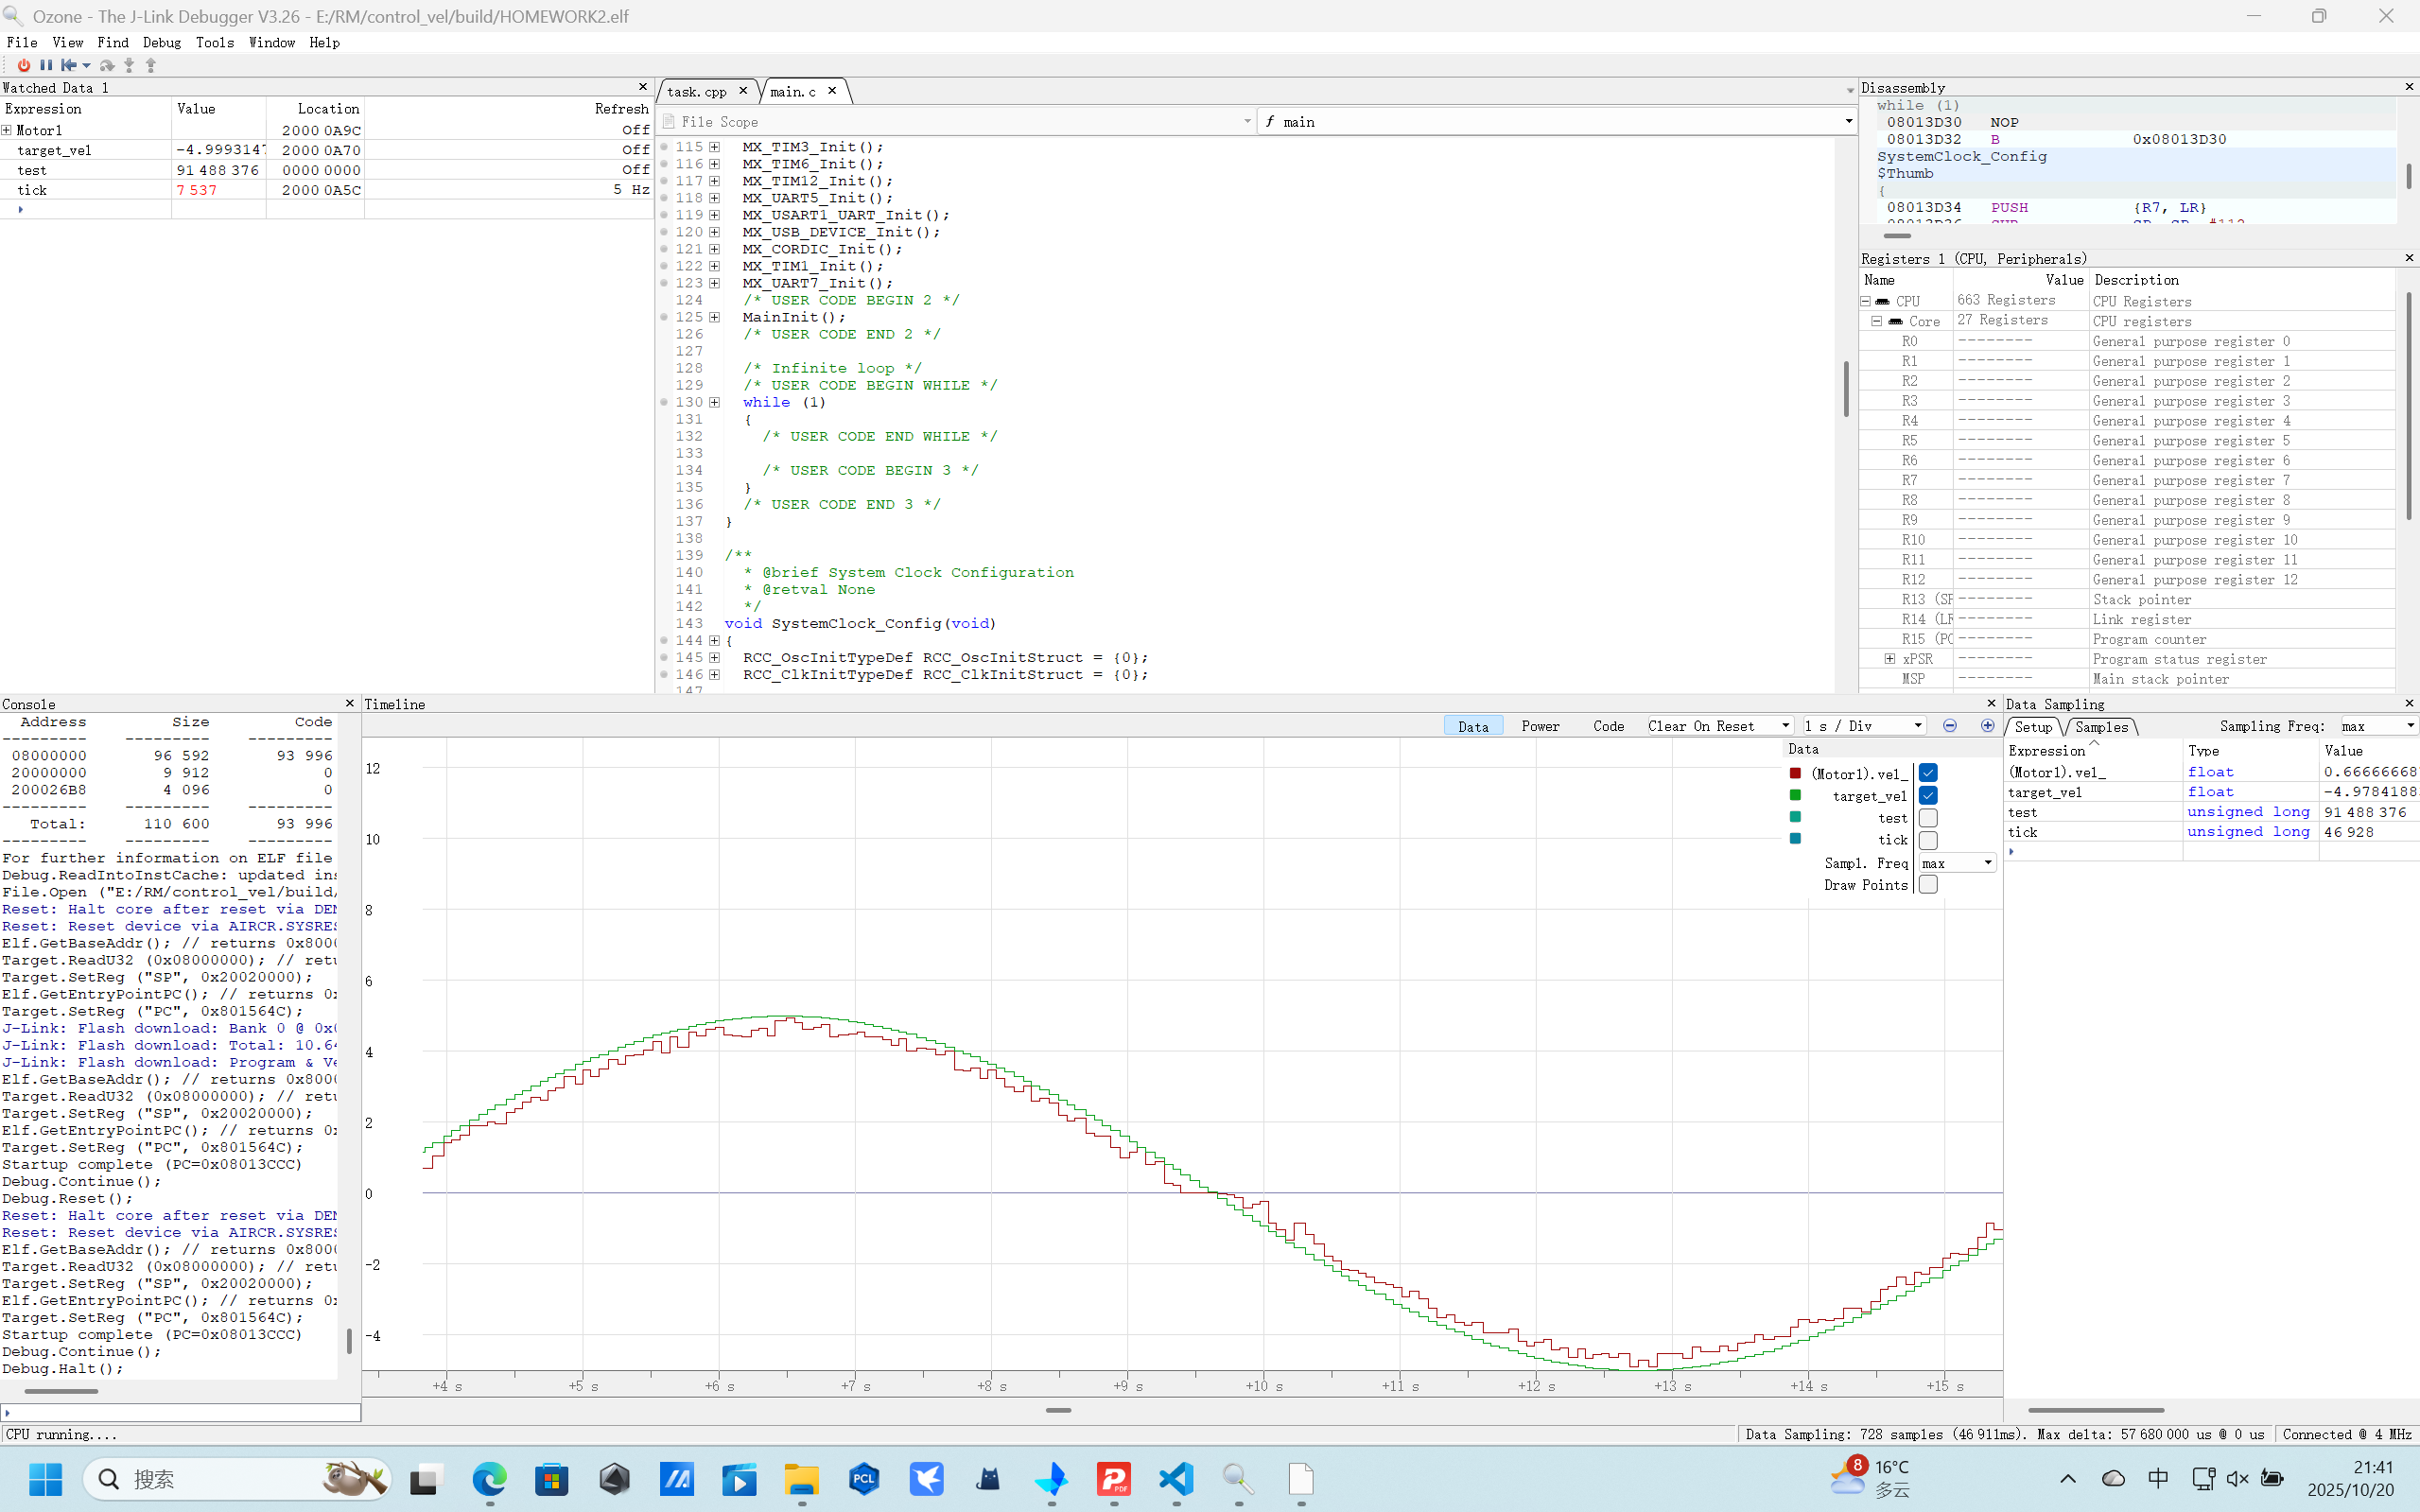 Ozone - The J-Link Debugger V3.26 - E:/RM/control_vel/build/HOMEWORK2.elf
File View Find Debug Tools Window Help
Watched Data 1
Expression Value Location Refresh
Motor1 2000 0A9C Off
target_vel -4.9993147 2000 0A70 Off
test 91 488 376 0000 0000 Off
tick 7 537 2000 0A5C 5 Hz
task.cpp main.c
File Scope
f main
115 MX_TIM3_Init();
116 MX_TIM6_Init();
117 MX_TIM12_Init();
118 MX_UART5_Init();
119 MX_USART1_UART_Init();
120 MX_USB_DEVICE_Init();
121 MX_CORDIC_Init();
122 MX_TIM1_Init();
123 MX_UART7_Init();
124 /* USER CODE BEGIN 2 */
125 MainInit();
126 /* USER CODE END 2 */
127
128 /* Infinite loop */
129 /* USER CODE BEGIN WHILE */
130 while (1)
131 {
132 /* USER CODE END WHILE */
133
134 /* USER CODE BEGIN 3 */
135 }
136 /* USER CODE END 3 */
137 }
138
139 /**
140 * @brief System Clock Configuration
141 * @retval None
142 */
143 void SystemClock_Config(void)
144 {
145 RCC_OscInitTypeDef RCC_OscInitStruct = {0};
146 RCC_ClkInitTypeDef RCC_ClkInitStruct = {0};
147
Disassembly
while (1)
08013D30 NOP
08013D32 B 0x08013D30
SystemClock_Config
$Thumb
{
08013D34 PUSH {R7, LR}
Registers 1 (CPU, Peripherals)
Name Value Description
CPU 663 Registers CPU Registers
Core 27 Registers CPU registers
R0 -------- General purpose register 0
R1 -------- General purpose register 1
R2 -------- General purpose register 2
R3 -------- General purpose register 3
R4 -------- General purpose register 4
R5 -------- General purpose register 5
R6 -------- General purpose register 6
R7 -------- General purpose register 7
R8 -------- General purpose register 8
R9 -------- General purpose register 9
R10 -------- General purpose register 10
R11 -------- General purpose register 11
R12 -------- General purpose register 12
R13 (SP -------- Stack pointer
R14 (LR -------- Link register
R15 (PC -------- Program counter
xPSR -------- Program status register
MSP -------- Main stack pointer
Console
Address Size Code
--------- --------- ---------
08000000 96 592 93 996
20000000 9 912 0
200026B8 4 096 0
--------- --------- ---------
Total: 110 600 93 996
--------- --------- ---------
For further information on ELF file
Debug.ReadIntoInstCache: updated ins
File.Open ("E:/RM/control_vel/build/
Reset: Halt core after reset via DEM
Reset: Reset device via AIRCR.SYSRES
Elf.GetBaseAddr(); // returns 0x8000
Target.ReadU32 (0x08000000); // retu
Target.SetReg ("SP", 0x20020000);
Elf.GetEntryPointPC(); // returns 0x
Target.SetReg ("PC", 0x801564C);
J-Link: Flash download: Bank 0 @ 0x0
J-Link: Flash download: Total: 10.64
J-Link: Flash download: Program & Ve
Elf.GetBaseAddr(); // returns 0x8000
Target.ReadU32 (0x08000000); // retu
Target.SetReg ("SP", 0x20020000);
Elf.GetEntryPointPC(); // returns 0x
Target.SetReg ("PC", 0x801564C);
Startup complete (PC=0x08013CCC)
Debug.Continue();
Debug.Reset();
Reset: Halt core after reset via DEM
Reset: Reset device via AIRCR.SYSRES
Elf.GetBaseAddr(); // returns 0x8000
Target.ReadU32 (0x08000000); // retu
Target.SetReg ("SP", 0x20020000);
Elf.GetEntryPointPC(); // returns 0x
Target.SetReg ("PC", 0x801564C);
Startup complete (PC=0x08013CCC)
Debug.Continue();
Debug.Halt();
Timeline
Data Power Code Clear On Reset 1 s / Div
Data
(Motor1).vel_
target_vel
test
tick
Sampl. Freq max
Draw Points
12
10
8
6
4
2
0
-2
-4
+4 s +5 s +6 s +7 s +8 s +9 s +10 s +11 s +12 s +13 s +14 s +15 s
Data Sampling
Setup Samples Sampling Freq: max
Expression Type Value
(Motor1).vel_ float 0.66666668
target_vel float -4.9784188
test unsigned long 91 488 376
tick unsigned long 46 928
CPU running....
Data Sampling: 728 samples (46 911ms). Max delta: 57 680 000 us @ 0 us
Connected @ 4 MHz
搜索
PCL
PDF
8
16°C
多云
中
21:41
2025/10/20